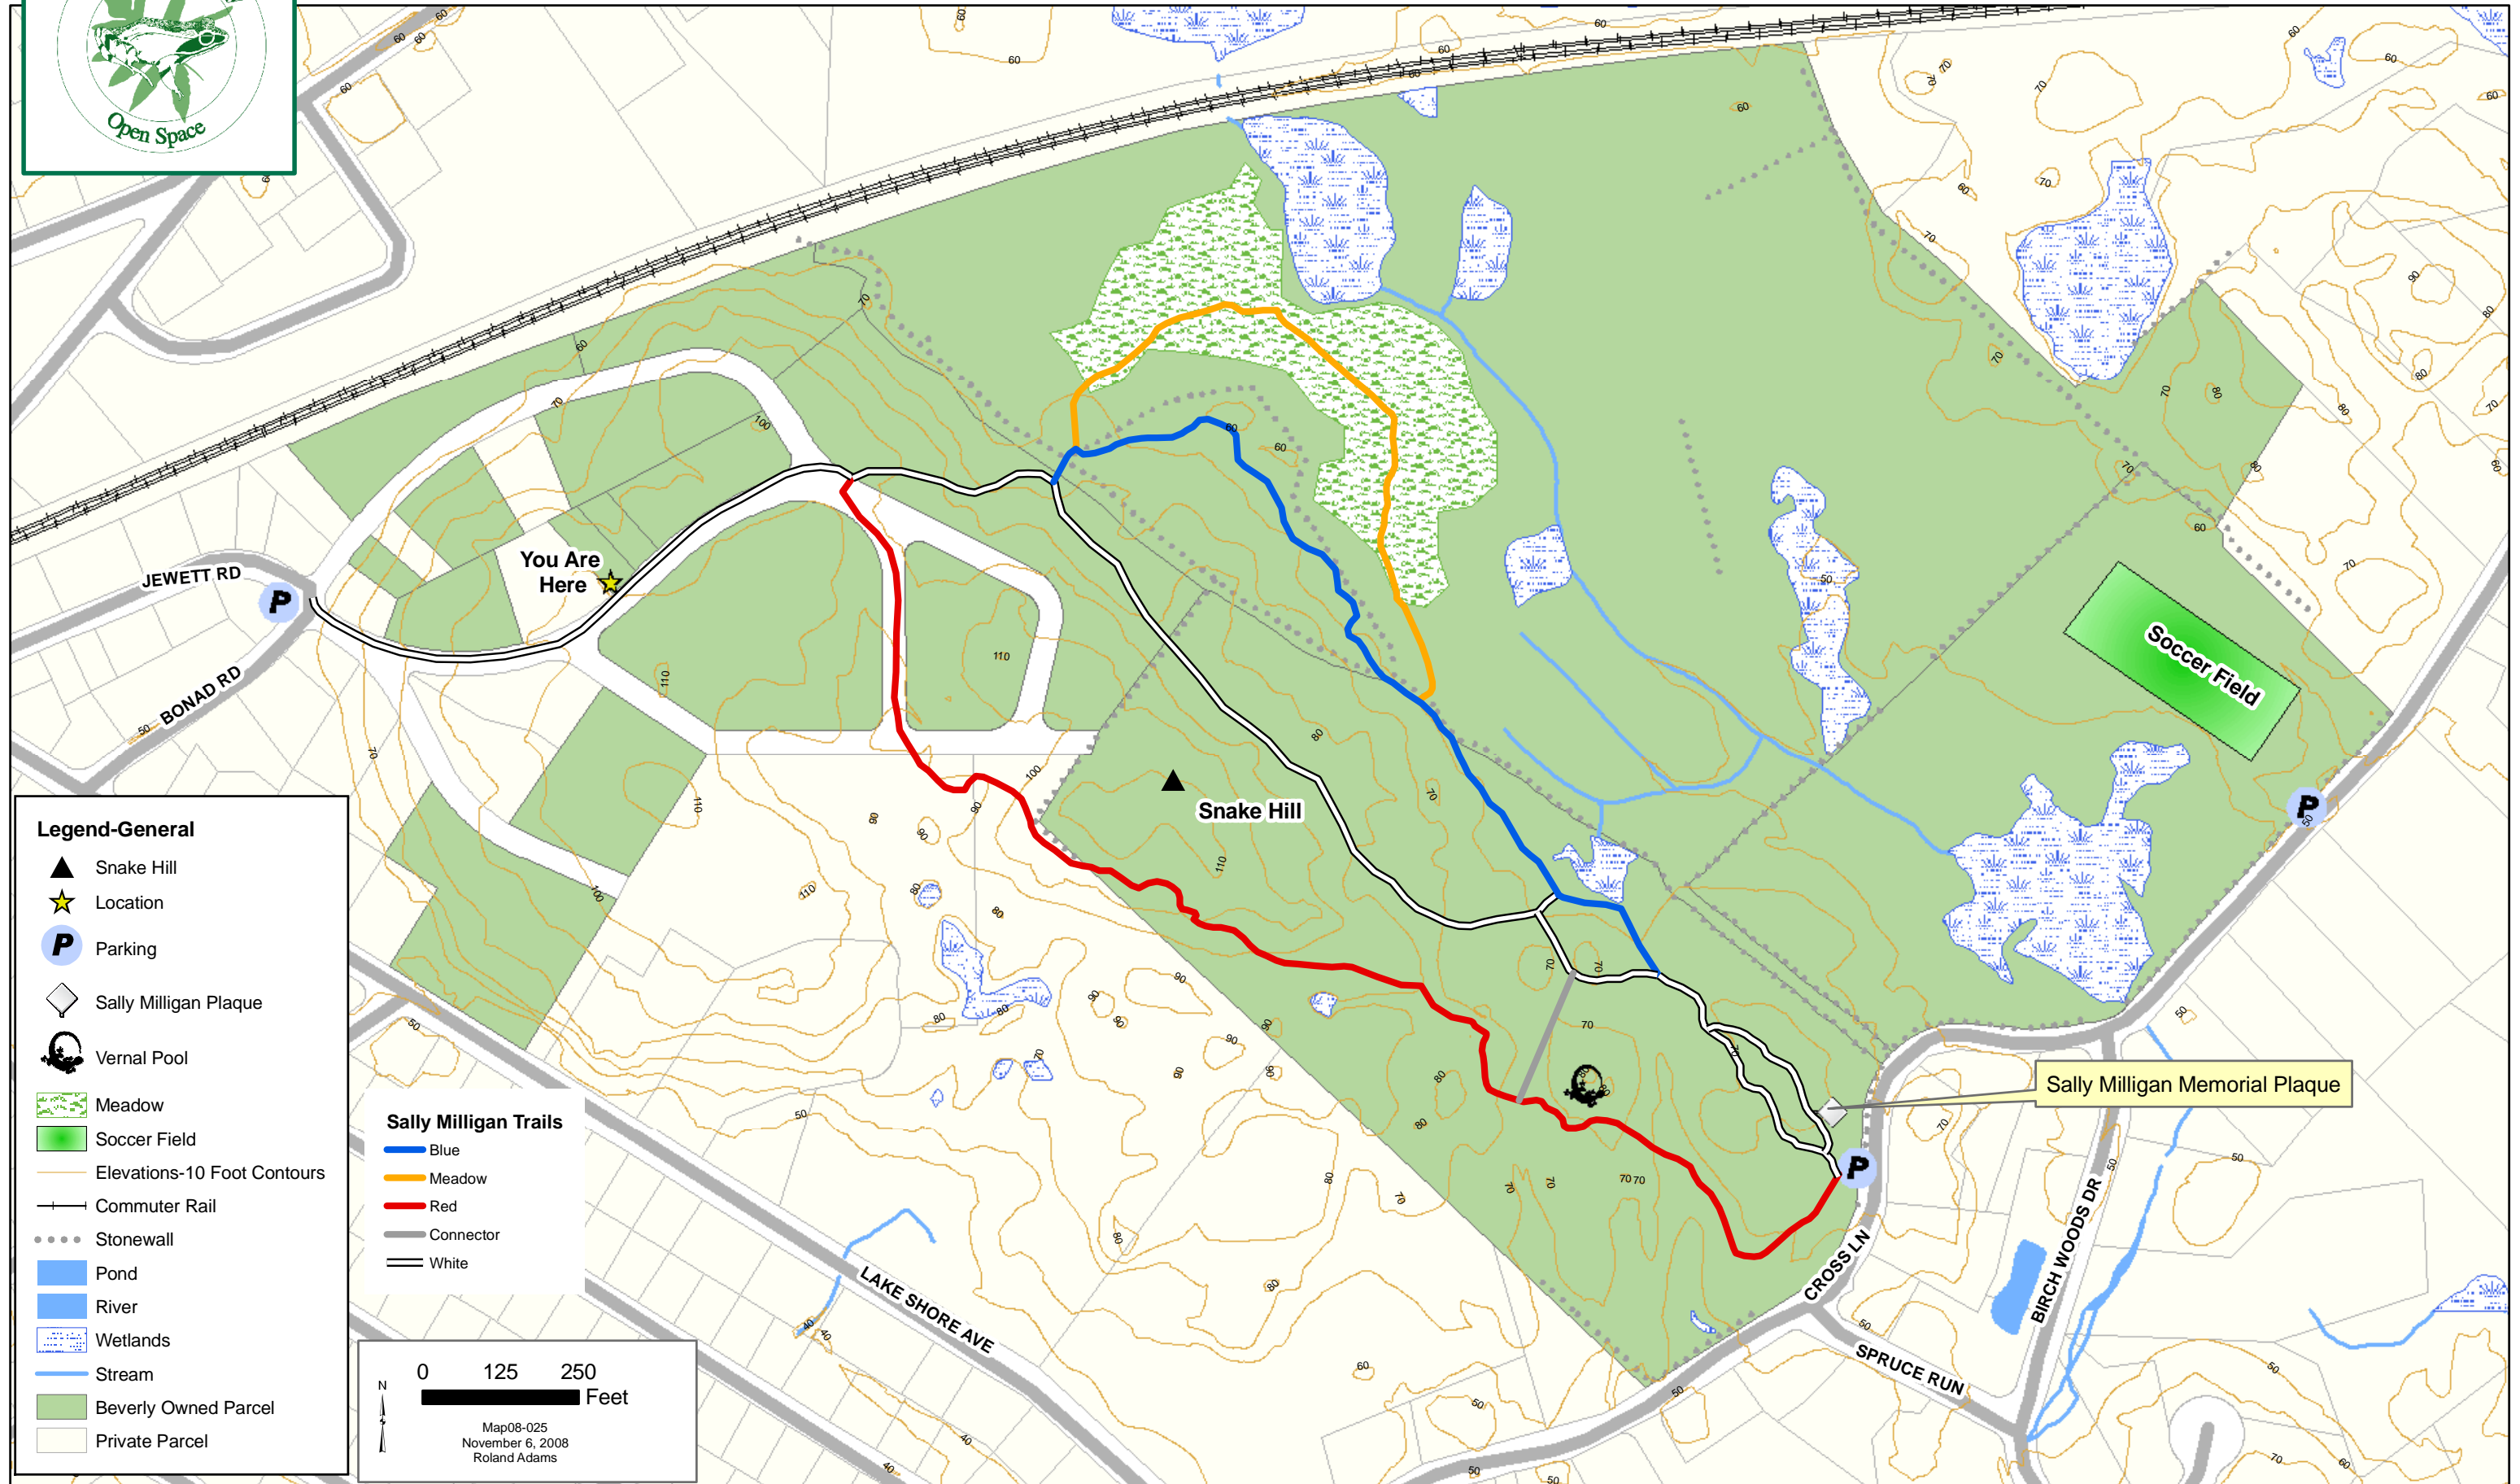 Open Space
You Are
Here
JEWETT RD
P
BONAD RD
Snake Hill
Soccer Field
P
Sally Milligan Memorial Plaque
P
CROSS LN
BIRCH WOODS DR
SPRUCE RUN
LAKE SHORE AVE
Legend-General
Snake Hill
Location
P Parking
Sally Milligan Plaque
Vernal Pool
Meadow
Soccer Field
Elevations-10 Foot Contours
Commuter Rail
Stonewall
Pond
River
Wetlands
Stream
Beverly Owned Parcel
Private Parcel
Sally Milligan Trails
Blue
Meadow
Red
Connector
White
0 125 250
Feet
N
Map08-025
November 6, 2008
Roland Adams